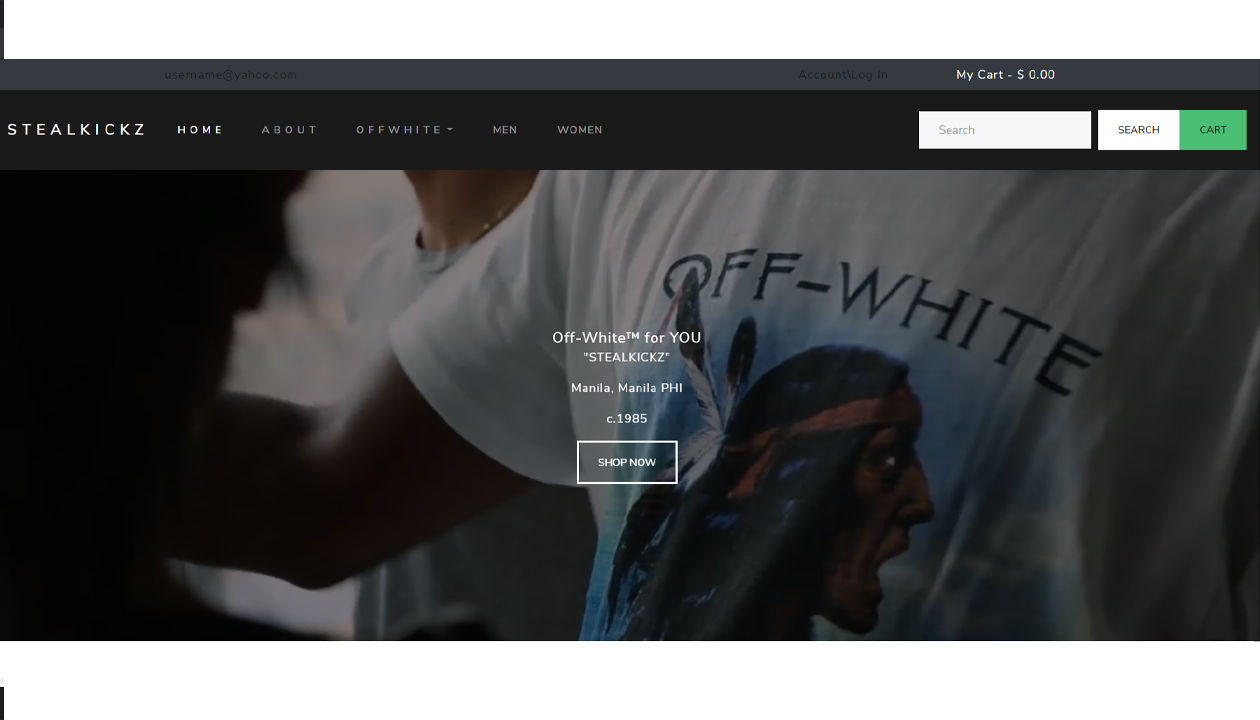 username@yahoo.com Account\Log In My Cart - $ 0.00
STEALKICKZ HOME ABOUT OFFWHITE MEN WOMEN Search SEARCH CART
OFF-WHITE
Off-White™ for YOU
"STEALKICKZ"
Manila, Manila PHI
c.1985
SHOP NOW